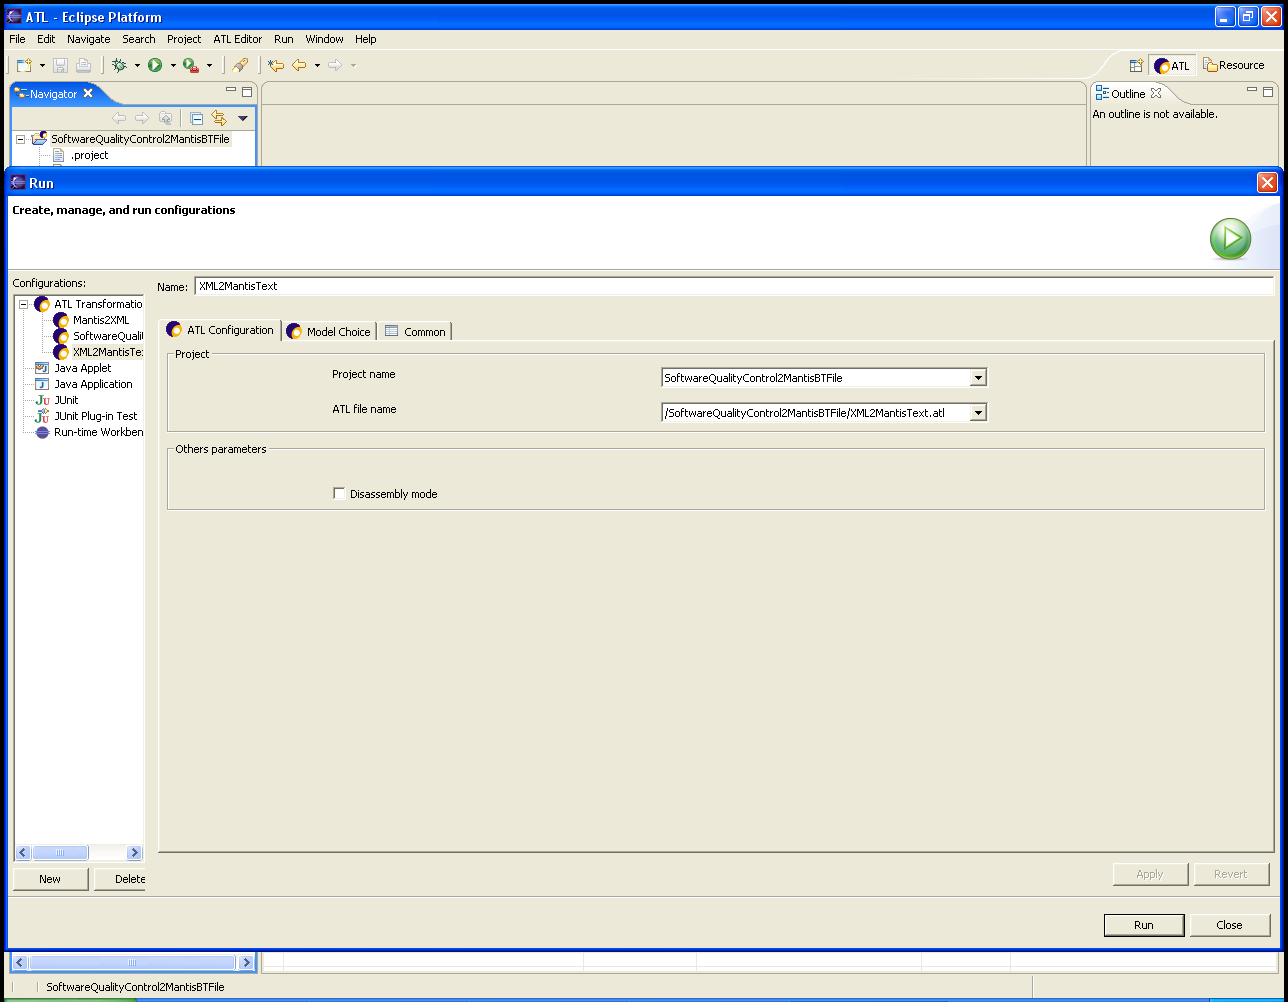 ATL - Eclipse Platform
File Edit Navigate Search Project ATL Editor Run Window Help
ATL Resource
Navigator
Outline
An outline is not available.
SoftwareQualityControl2MantisBTFile
.project
Run
Create, manage, and run configurations
Configurations:
Name: XML2MantisText
ATL Transformatio
Mantis2XML
SoftwareQuali
XML2MantisTe
Java Applet
Java Application
JUnit
JUnit Plug-in Test
Run-time Workben
ATL Configuration Model Choice Common
Project
Project name SoftwareQualityControl2MantisBTFile
ATL file name /SoftwareQualityControl2MantisBTFile/XML2MantisText.atl
Others parameters
Disassembly mode
New Delete
Apply Revert
Run Close
SoftwareQualityControl2MantisBTFile